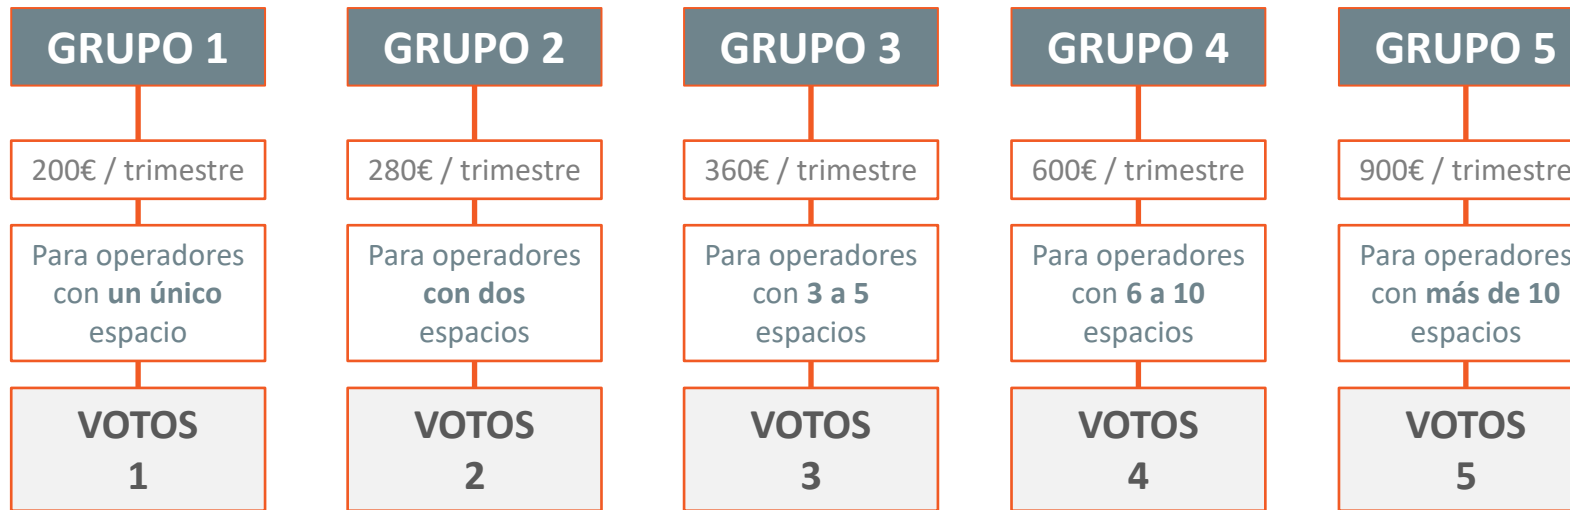 GRUPO 1
200€ / trimestre
Para operadores
con un único
espacio
VOTOS
1
GRUPO 2
280€ / trimestre
Para operadores
con dos
espacios
VOTOS
2
GRUPO 3
360€ / trimestre
Para operadores
con 3 a 5
espacios
VOTOS
3
GRUPO 4
600€ / trimestre
Para operadores
con 6 a 10
espacios
VOTOS
4
GRUPO 5
900€ / trimestre
Para operadores
con más de 10
espacios
VOTOS
5